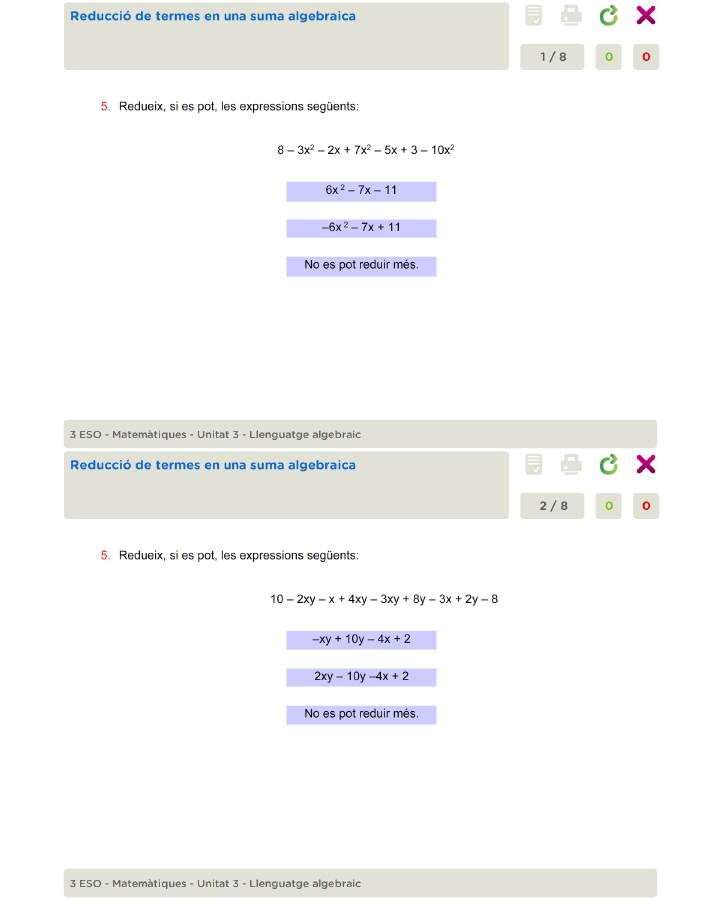 Reducció de termes en una suma algebraica
1 / 8 0 0
5. Redueix, si es pot, les expressions següents:
8 – 3x² – 2x + 7x² – 5x + 3 – 10x²
6x² – 7x – 11
–6x² – 7x + 11
No es pot reduir més.
3 ESO - Matemàtiques - Unitat 3 - Llenguatge algebraic
Reducció de termes en una suma algebraica
2 / 8 0 0
5. Redueix, si es pot, les expressions següents:
10 – 2xy – x + 4xy – 3xy + 8y – 3x + 2y – 8
–xy + 10y – 4x + 2
2xy – 10y –4x + 2
No es pot reduir més.
3 ESO - Matemàtiques - Unitat 3 - Llenguatge algebraic